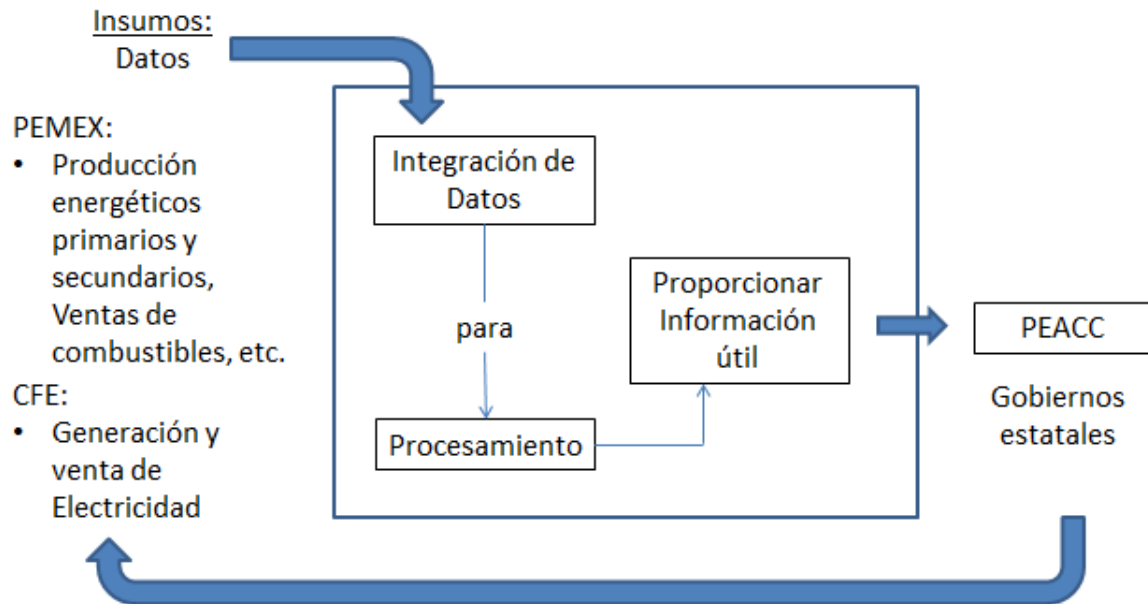 Insumos:
Datos
PEMEX:
• Producción
energéticos
primarios y
secundarios,
Ventas de
combustibles, etc.
CFE:
• Generación y
venta de
Electricidad
Integración de
Datos
para
Procesamiento
Proporcionar
Información
útil
PEACC
Gobiernos
estatales